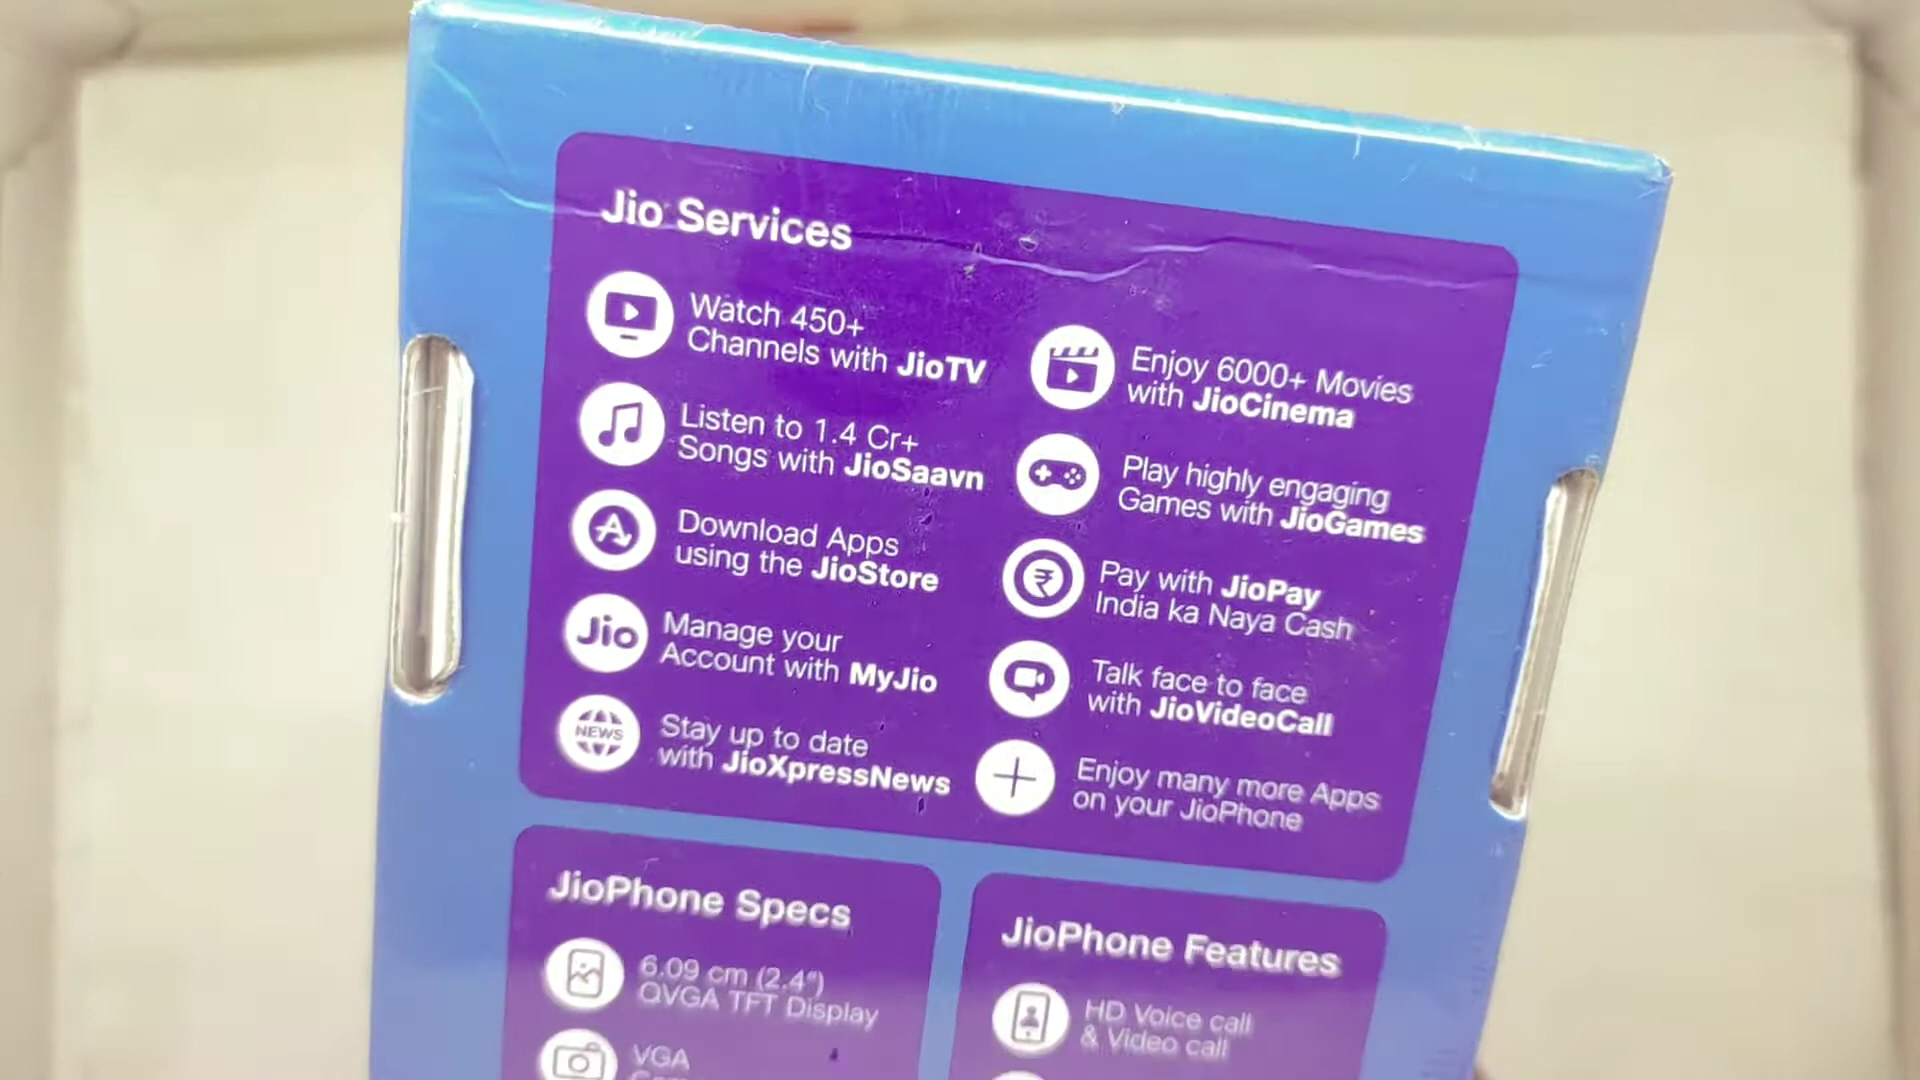 Jio Services
Watch 450+
Channels with JioTV
Listen to 1.4 Cr+
Songs with JioSaavn
Download Apps
using the JioStore
Jio
Manage your
Account with MyJio
NEWS
Stay up to date
with JioXpressNews
Enjoy 6000+ Movies
with JioCinema
Play highly engaging
Games with JioGames
₹
Pay with JioPay
India ka Naya Cash
Talk face to face
with JioVideoCall
Enjoy many more Apps
on your JioPhone
JioPhone Specs
6.09 cm (2.4")
QVGA TFT Display
VGA
JioPhone Features
HD Voice call
& Video call